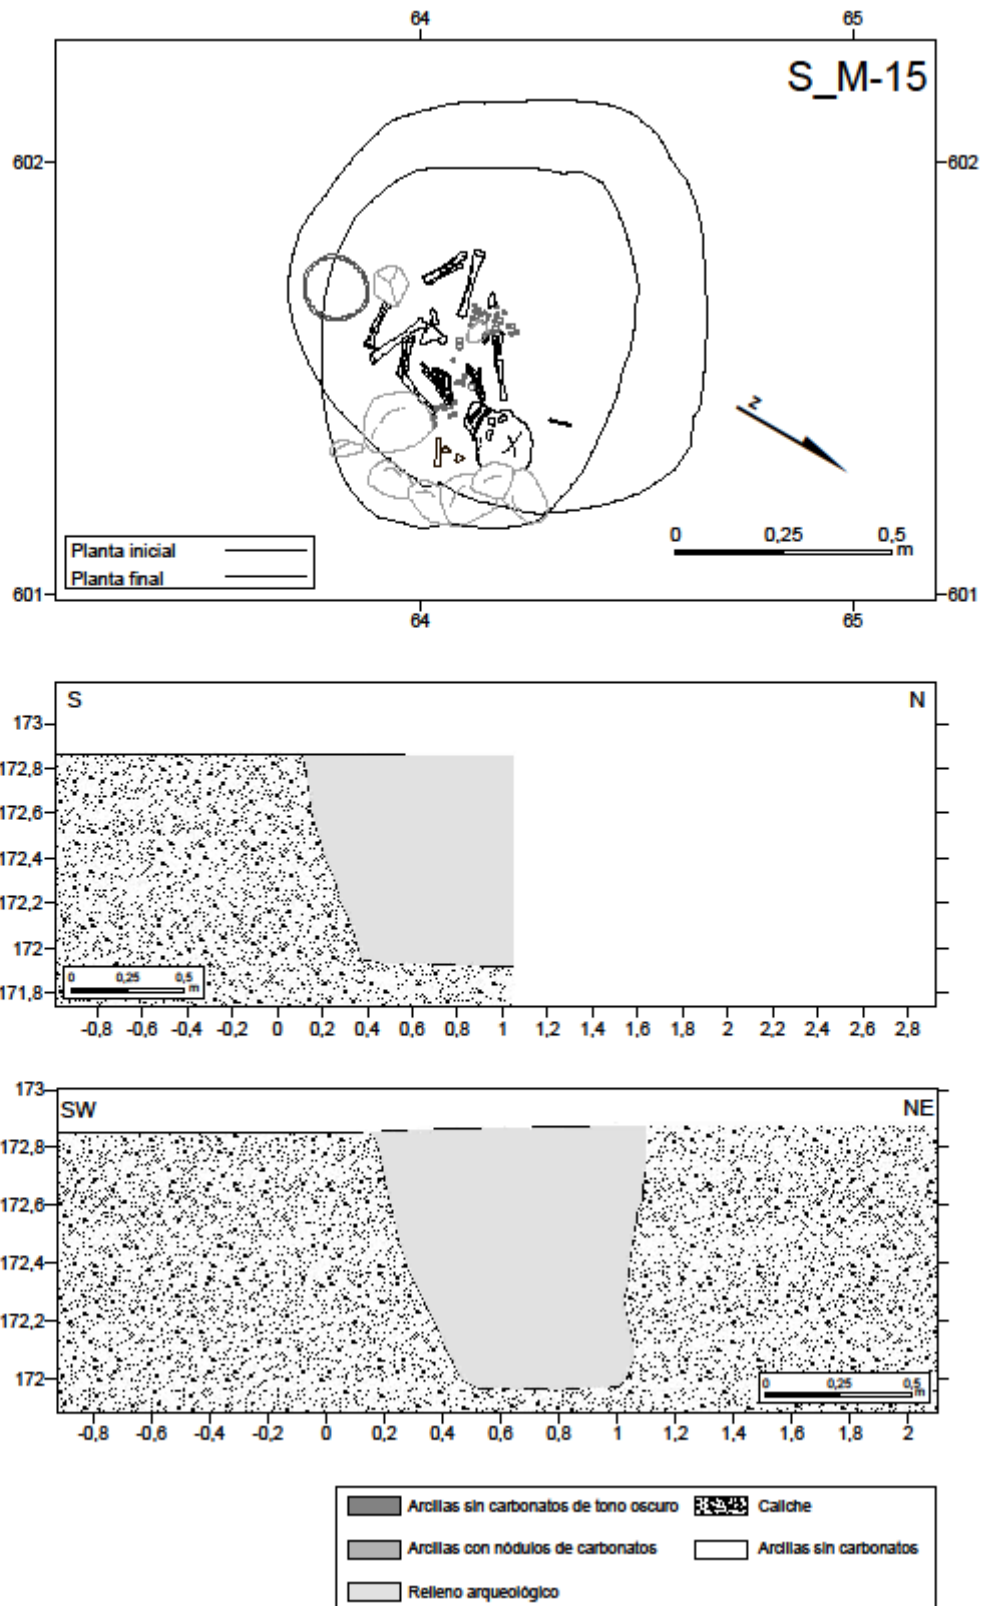 64 65
S_M-15
602 602
N
0 0,25 0,5
m
Planta inicial
Planta final
601 601
64 65
S N
173
172,8
172,6
172,4
172,2
172
171,8
0 0,25 0,5
m
-0,8 -0,6 -0,4 -0,2 0 0,2 0,4 0,6 0,8 1 1,2 1,4 1,6 1,8 2 2,2 2,4 2,6 2,8
173
SW NE
172,8
172,6
172,4
172,2
172
0 0,25 0,5
m
-0,8 -0,6 -0,4 -0,2 0 0,2 0,4 0,6 0,8 1 1,2 1,4 1,6 1,8 2
Arcillas sin carbonatos de tono oscuro Caliche
Arcillas con nódulos de carbonatos Arcillas sin carbonatos
Relleno arqueológico